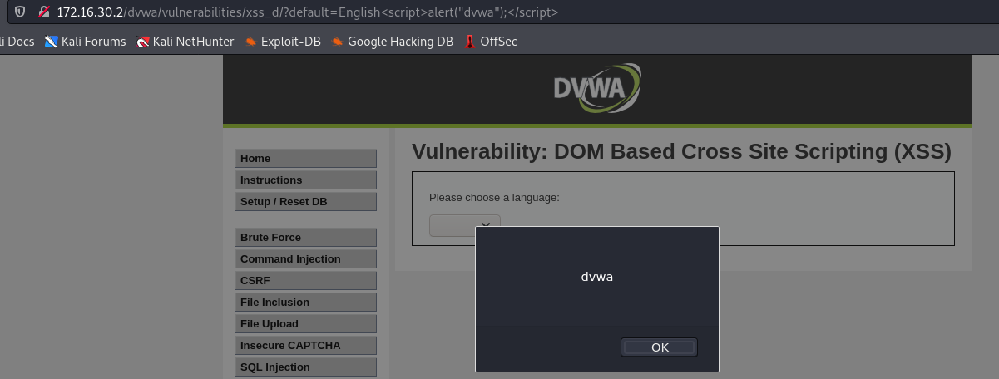 172.16.30.2/dvwa/vulnerabilities/xss_d/?default=English<script>alert("dvwa");</script>
li Docs Kali Forums Kali NetHunter Exploit-DB Google Hacking DB OffSec
DVWA
Vulnerability: DOM Based Cross Site Scripting (XSS)
Home
Instructions
Setup / Reset DB
Please choose a language:
Brute Force
Command Injection
CSRF
File Inclusion
File Upload
Insecure CAPTCHA
SQL Injection
dvwa
OK